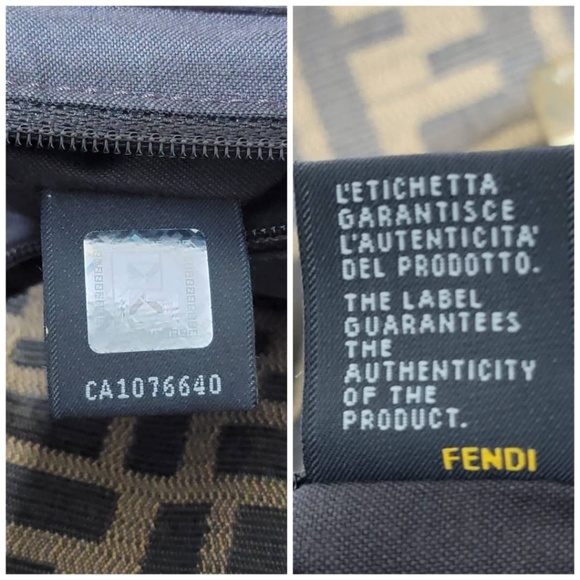 CA1076640
L'ETICHETTA
GARANTISCE
L'AUTENTICITA'
DEL PRODOTTO.
THE LABEL
GUARANTEES
THE
AUTHENTICITY
OF THE
PRODUCT.
FENDI